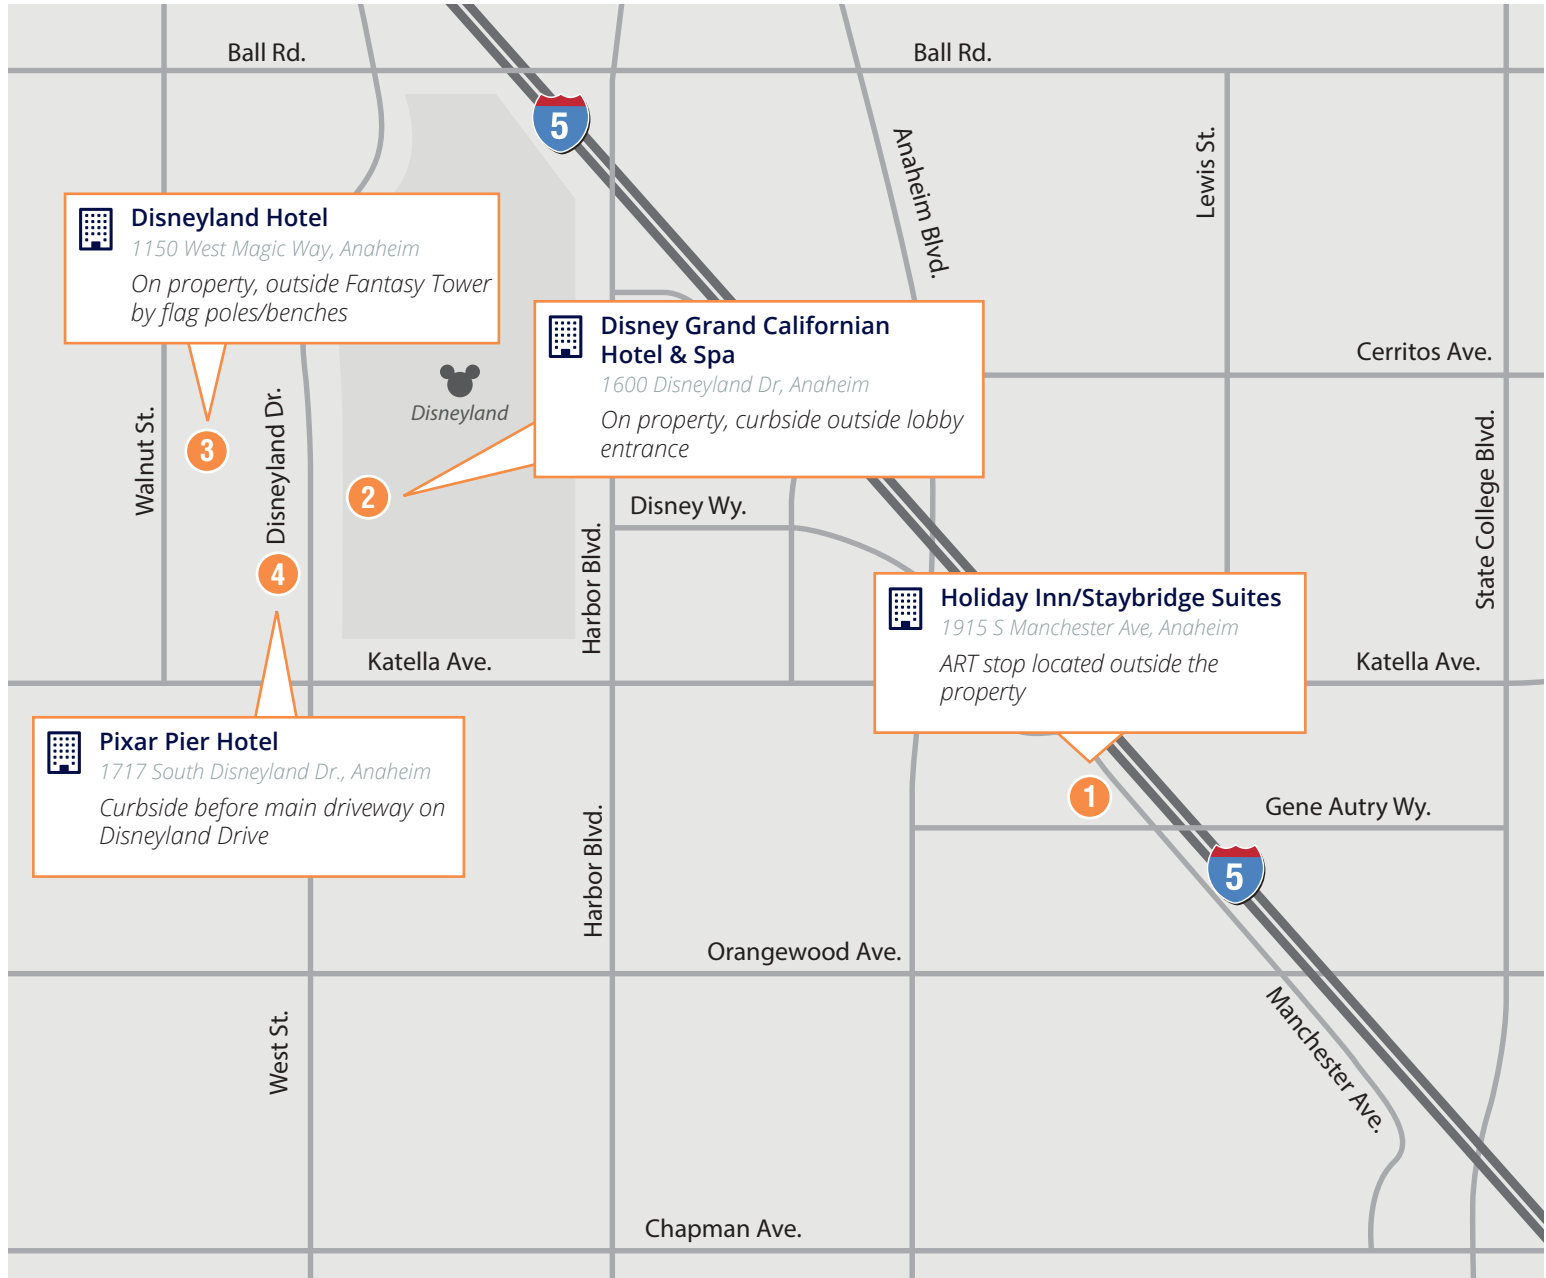 Ball Rd.
Ball Rd.
5
Anaheim Blvd.
Lewis St.
Disneyland Hotel
1150 West Magic Way, Anaheim
On property, outside Fantasy Tower
by flag poles/benches
Disney Grand Californian
Hotel & Spa
1600 Disneyland Dr, Anaheim
On property, curbside outside lobby
entrance
Cerritos Ave.
Disneyland
Walnut St.
3
Disneyland Dr.
2
Disney Wy.
State College Blvd.
4
Harbor Blvd.
Holiday Inn/Staybridge Suites
1915 S Manchester Ave, Anaheim
ART stop located outside the
property
Katella Ave.
Katella Ave.
Pixar Pier Hotel
1717 South Disneyland Dr., Anaheim
Curbside before main driveway on
Disneyland Drive
1
Gene Autry Wy.
5
Harbor Blvd.
Orangewood Ave.
West St.
Manchester Ave.
Chapman Ave.